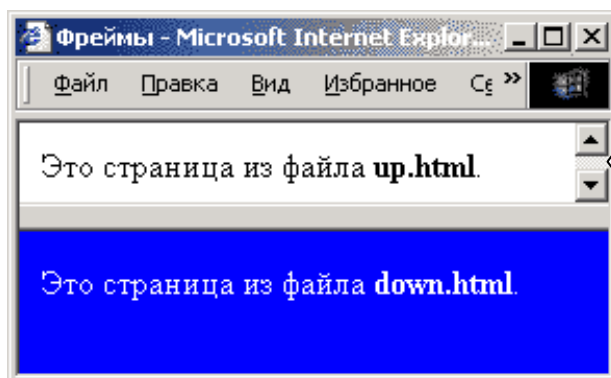 Фреймы - Microsoft Internet Explor...
Файл Правка Вид Избранное Се »
Это страница из файла up.html.
Это страница из файла down.html.